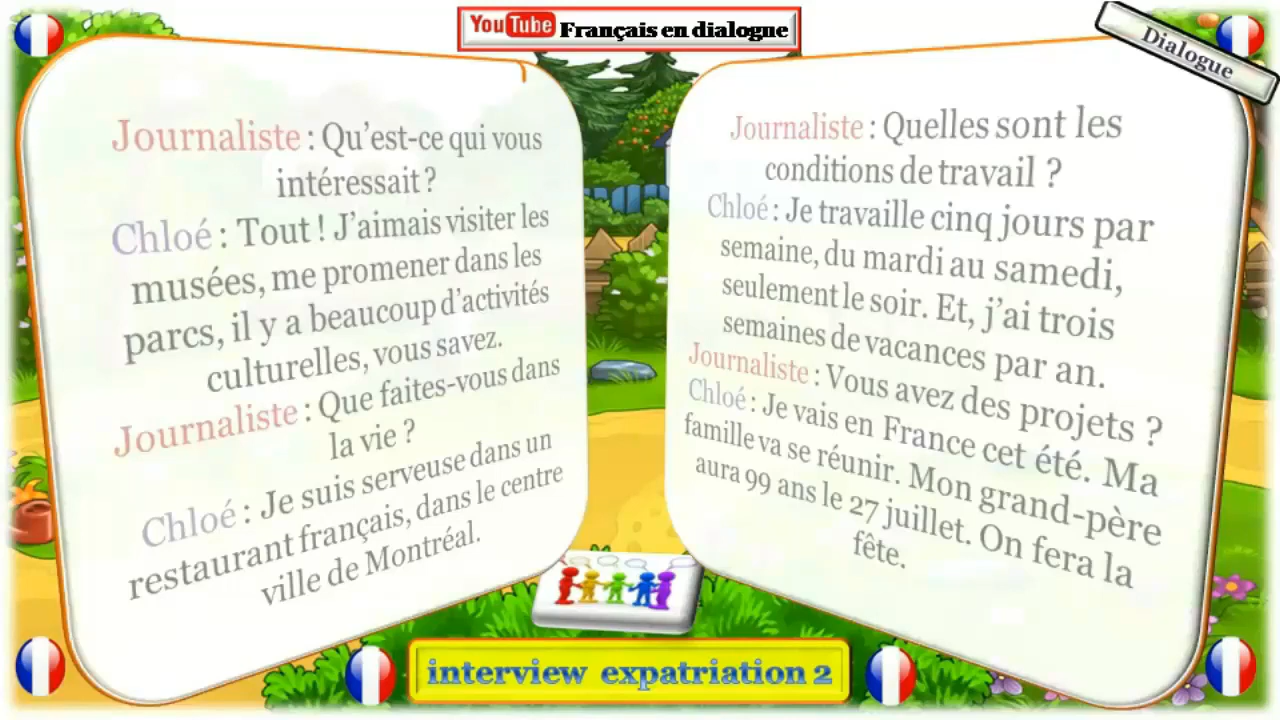 YouTube Français en dialogue
Dialogue
Journaliste : Qu’est-ce qui vous
intéressait ?
Chloé : Tout ! J’aimais visiter les
musées, me promener dans les
parcs, il y a beaucoup d’activités
culturelles, vous savez.
Journaliste : Que faites-vous dans
la vie ?
Chloé : Je suis serveuse dans un
restaurant français, dans le centre
ville de Montréal.
Journaliste : Quelles sont les
conditions de travail ?
Chloé : Je travaille cinq jours par
semaine, du mardi au samedi,
seulement le soir. Et, j’ai trois
semaines de vacances par an.
Journaliste : Vous avez des projets ?
Chloé : Je vais en France cet été. Ma
famille va se réunir. Mon grand-père
aura 99 ans le 27 juillet. On fera la
fête.
interview expatriation 2